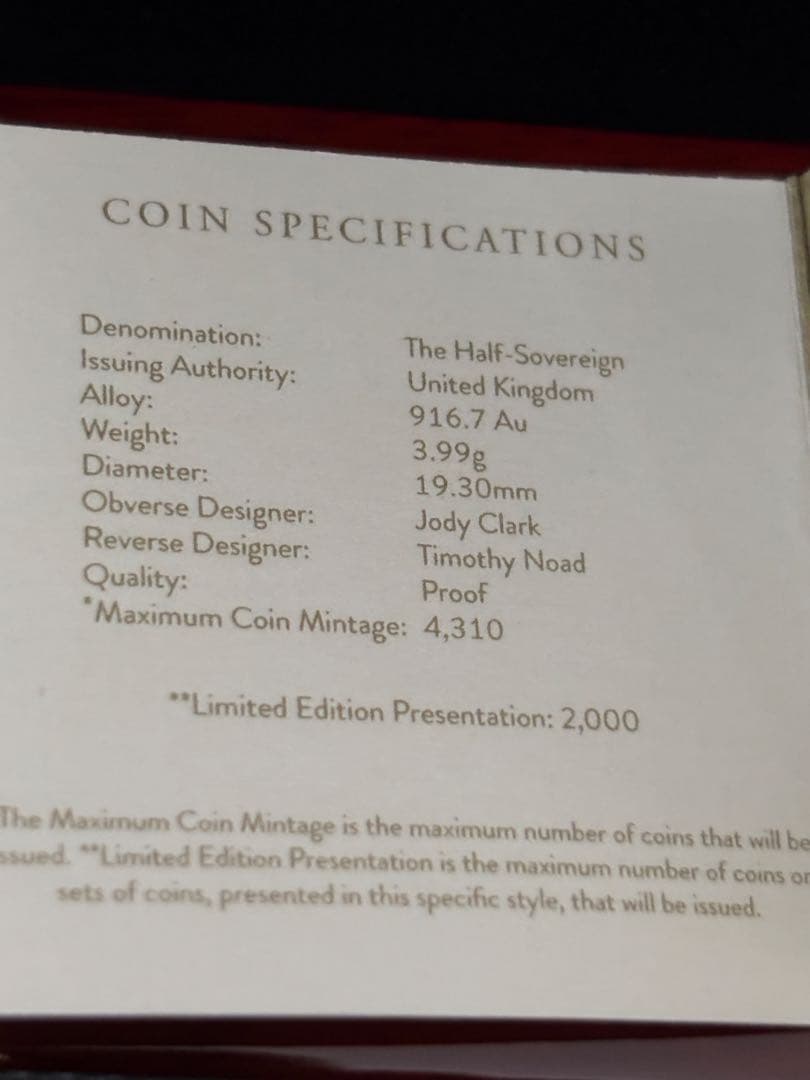 COIN SPECIFICATIONS
Denomination: The Half-Sovereign
Issuing Authority: United Kingdom
Alloy: 916.7 Au
Weight: 3.99g
Diameter: 19.30mm
Obverse Designer: Jody Clark
Reverse Designer: Timothy Noad
Quality: Proof
*Maximum Coin Mintage: 4,310
**Limited Edition Presentation: 2,000
The Maximum Coin Mintage is the maximum number of coins that will be
ssued. **Limited Edition Presentation is the maximum number of coins or
sets of coins, presented in this specific style, that will be issued.